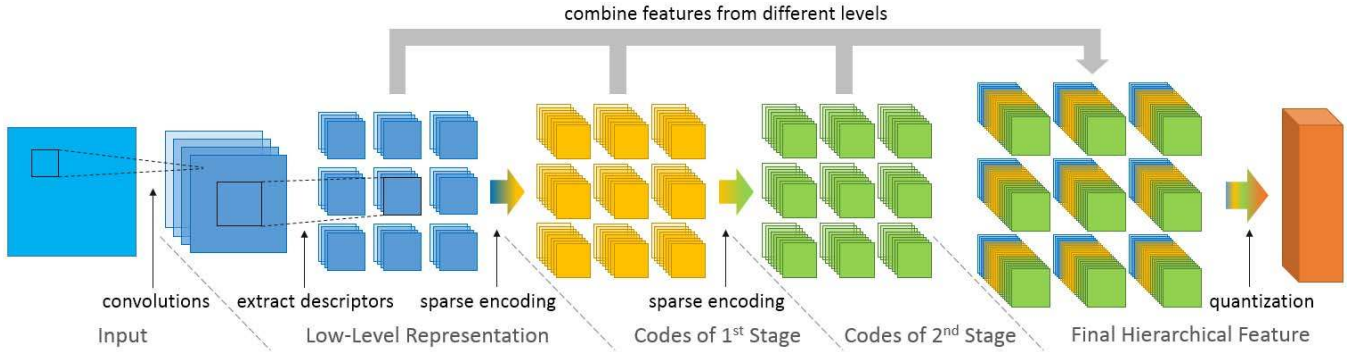 combine features from different levels
convolutions
extract descriptors
sparse encoding
sparse encoding
quantization
Input
Low-Level Representation
Codes of 1st Stage
Codes of 2nd Stage
Final Hierarchical Feature